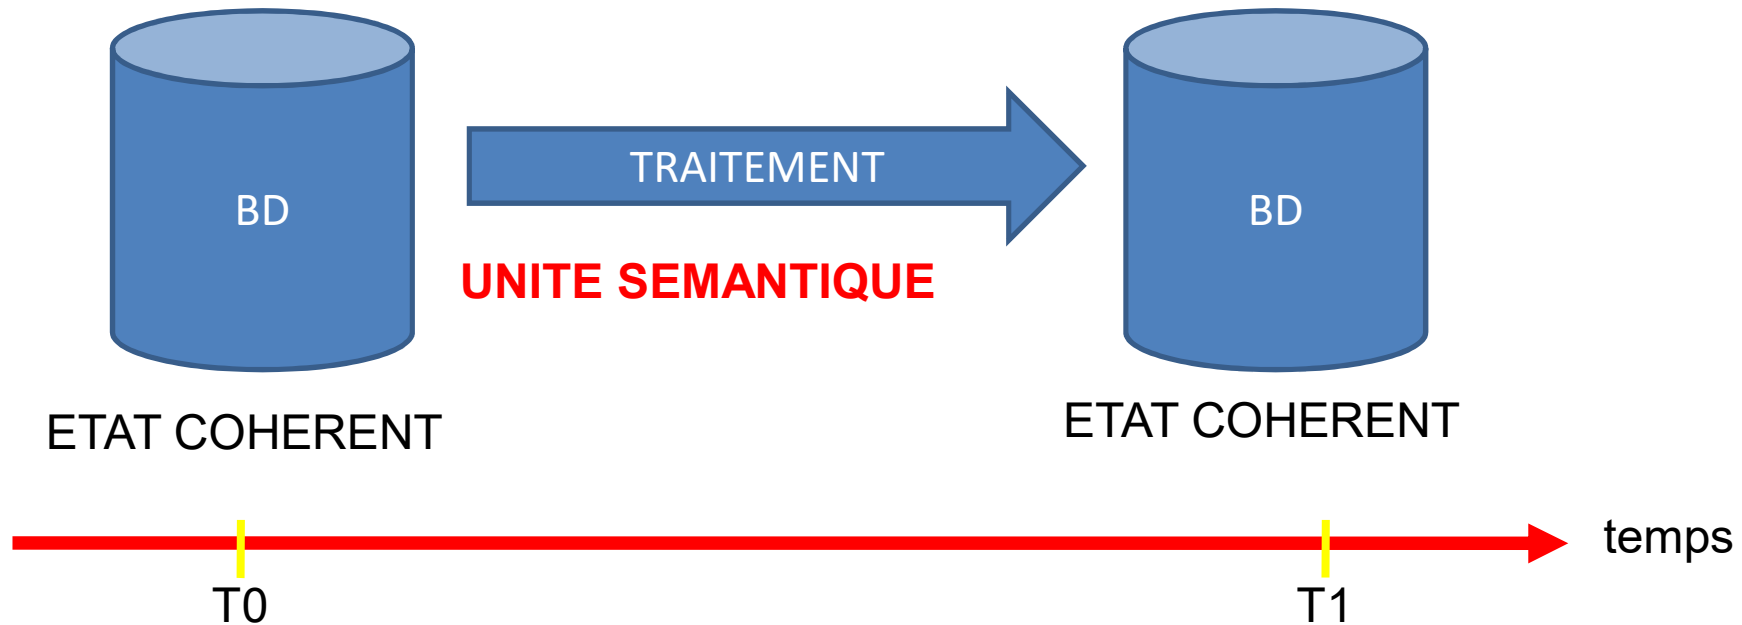 BD
TRAITEMENT
BD
UNITE SEMANTIQUE
ETAT COHERENT
ETAT COHERENT
temps
T0
T1